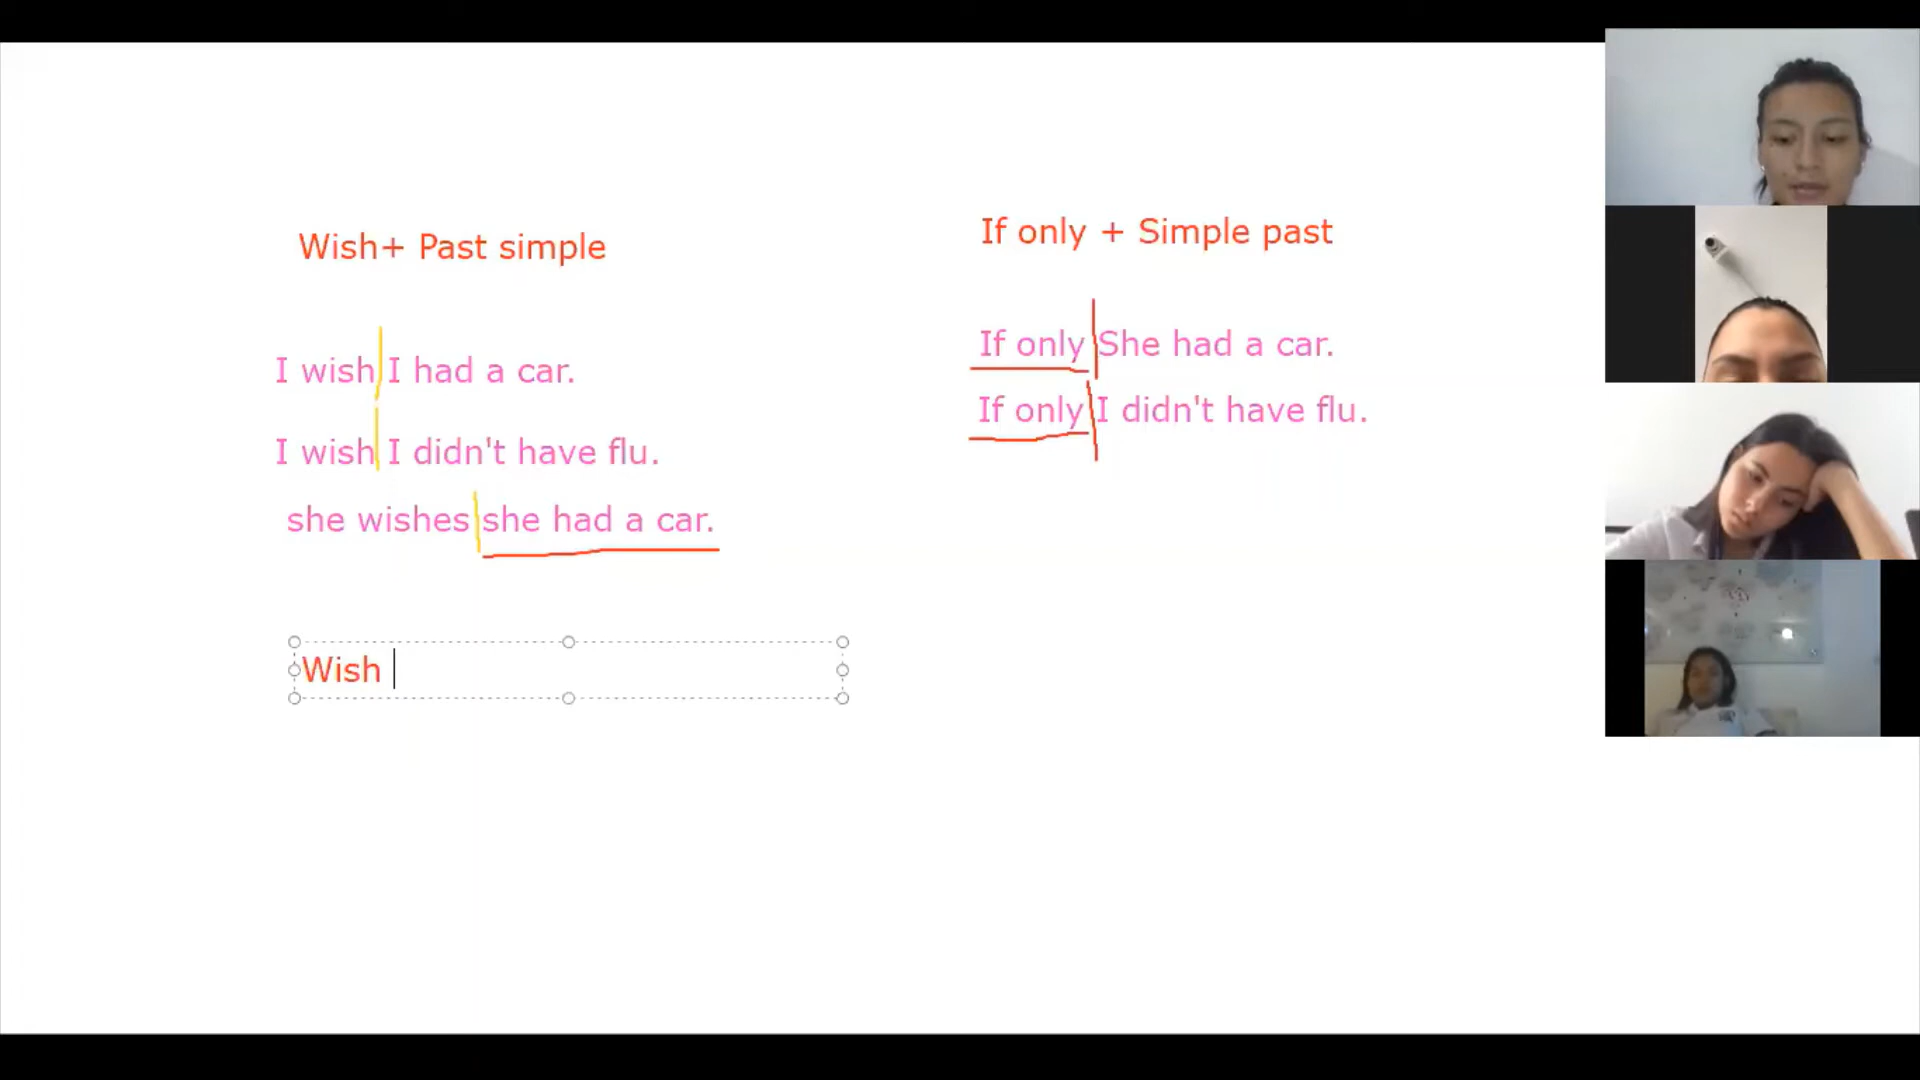 Wish+ Past simple
I wish I had a car.
I wish I didn't have flu.
she wishes she had a car.
Wish
If only + Simple past
If only She had a car.
If only I didn't have flu.